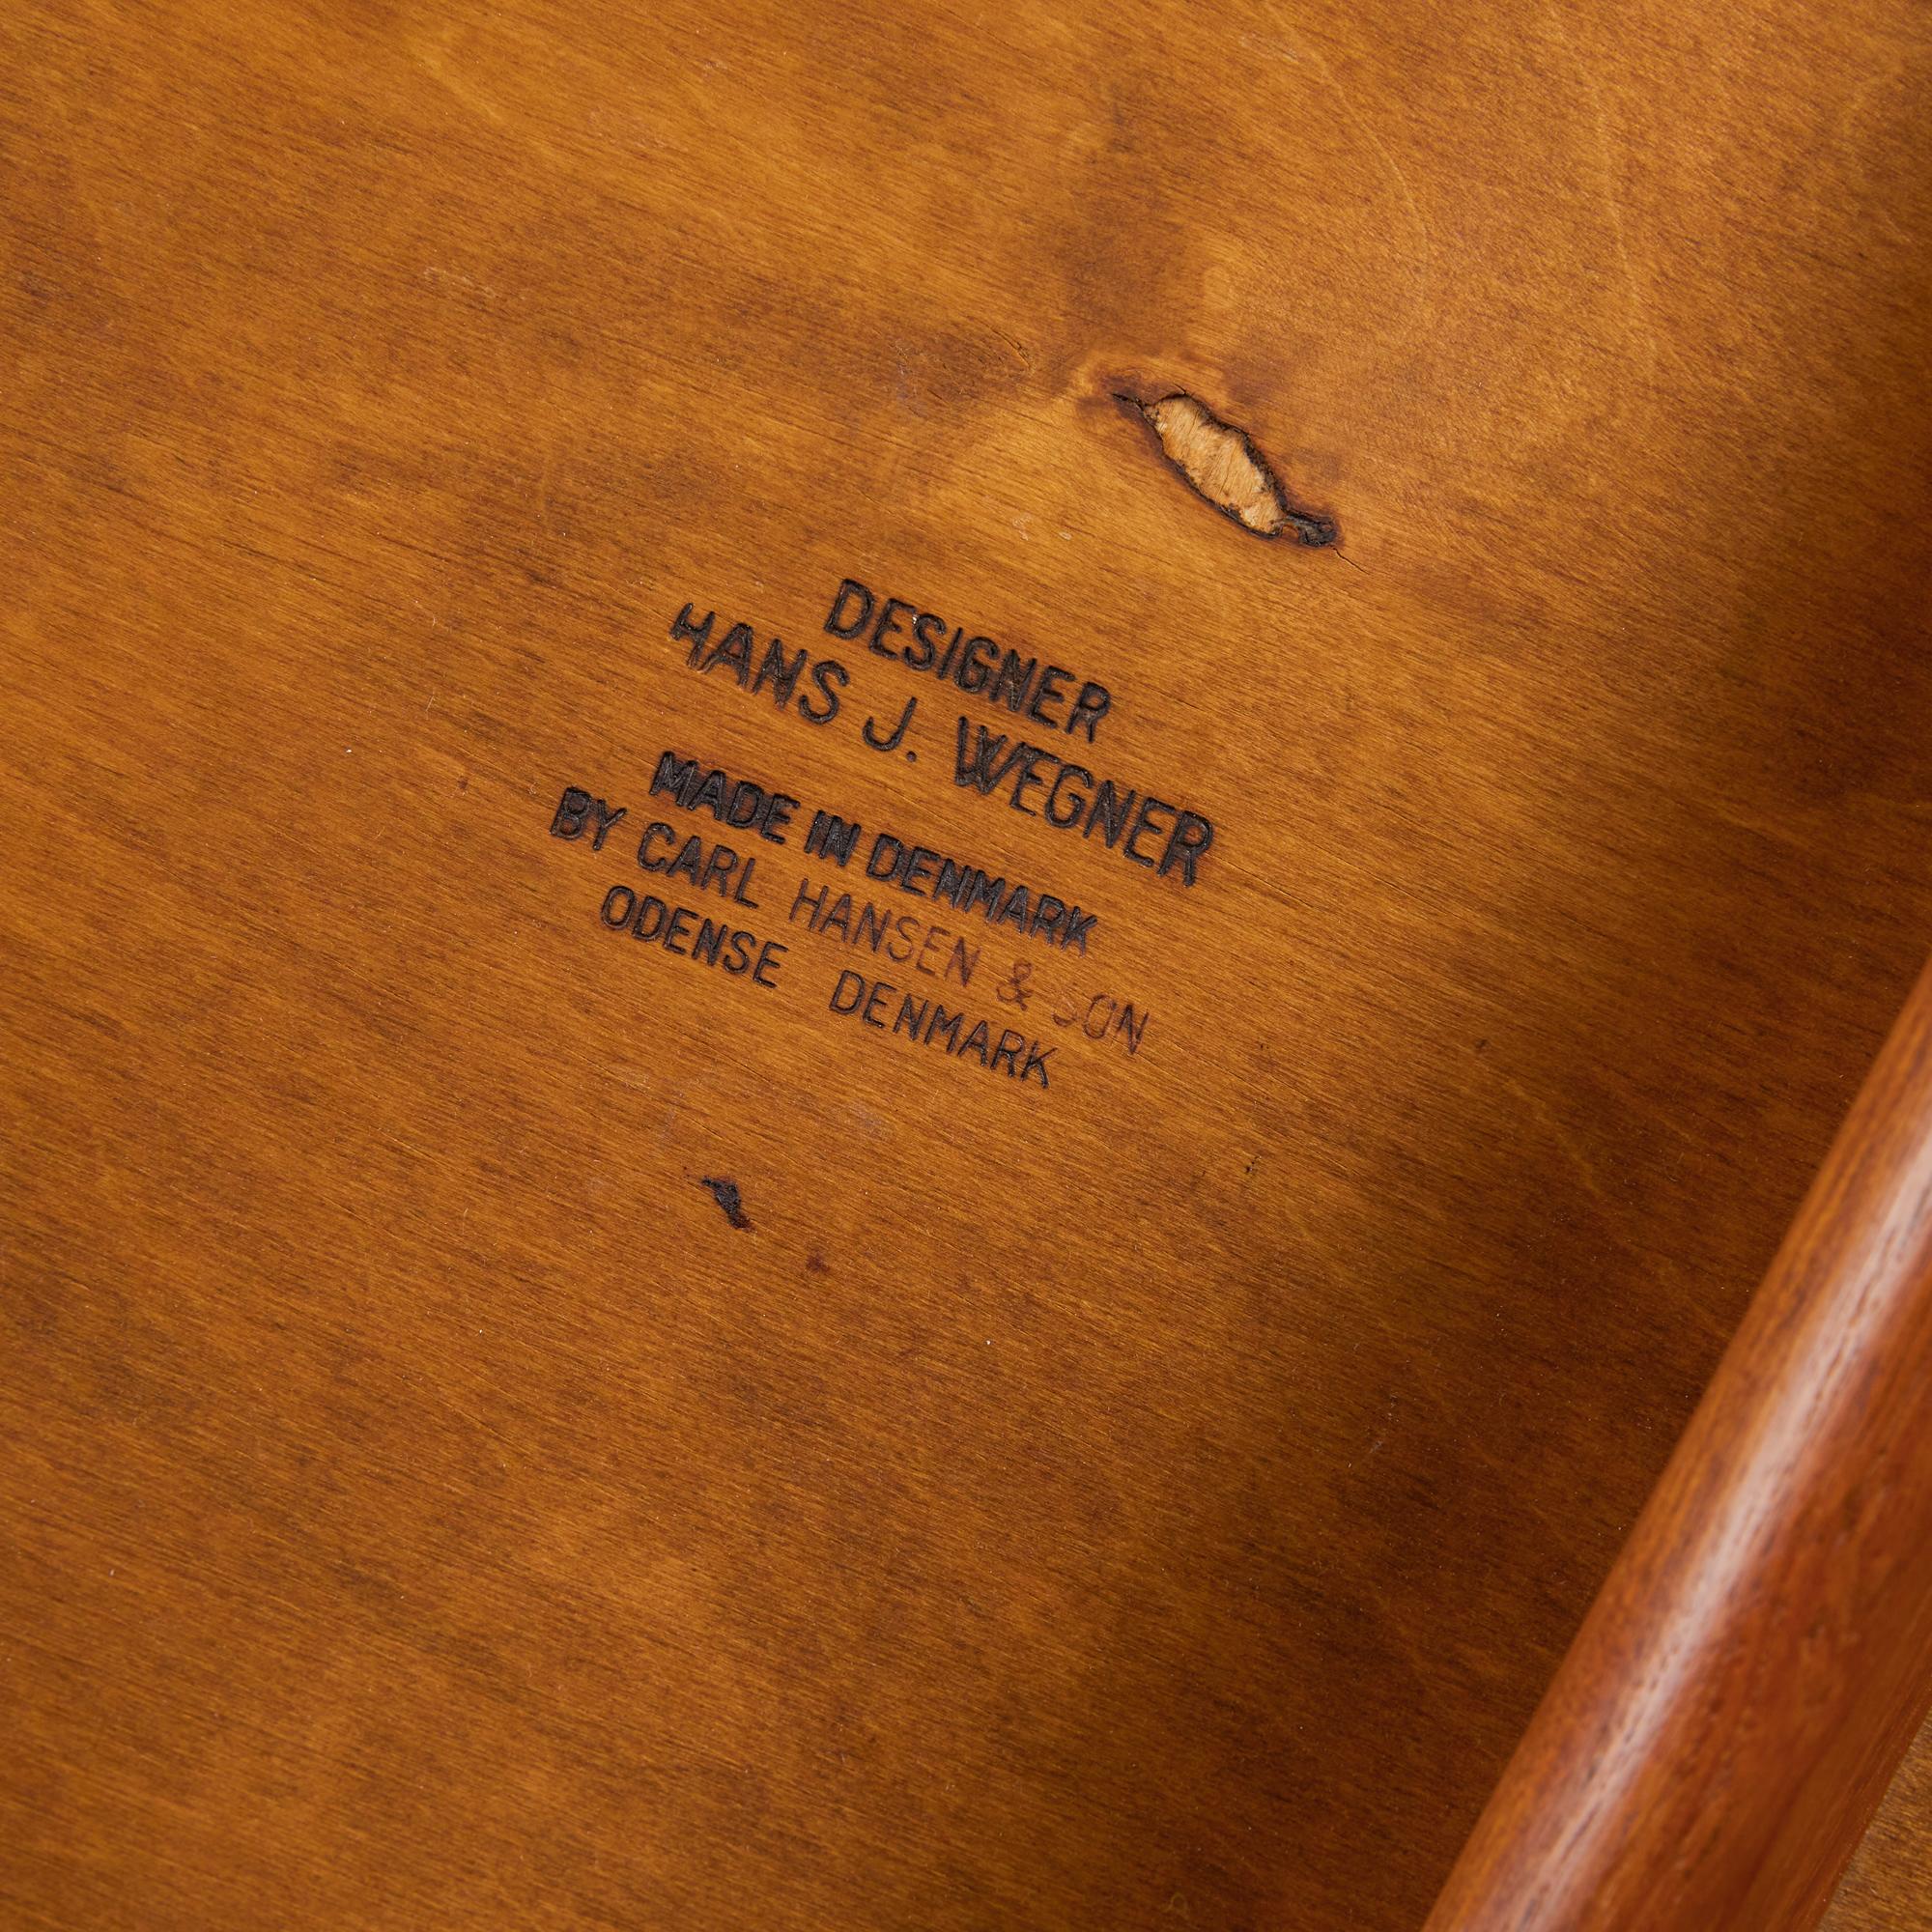 DESIGNER
HANS J. WEGNER
MADE IN DENMARK
BY CARL HANSEN & SON
ODENSE DENMARK